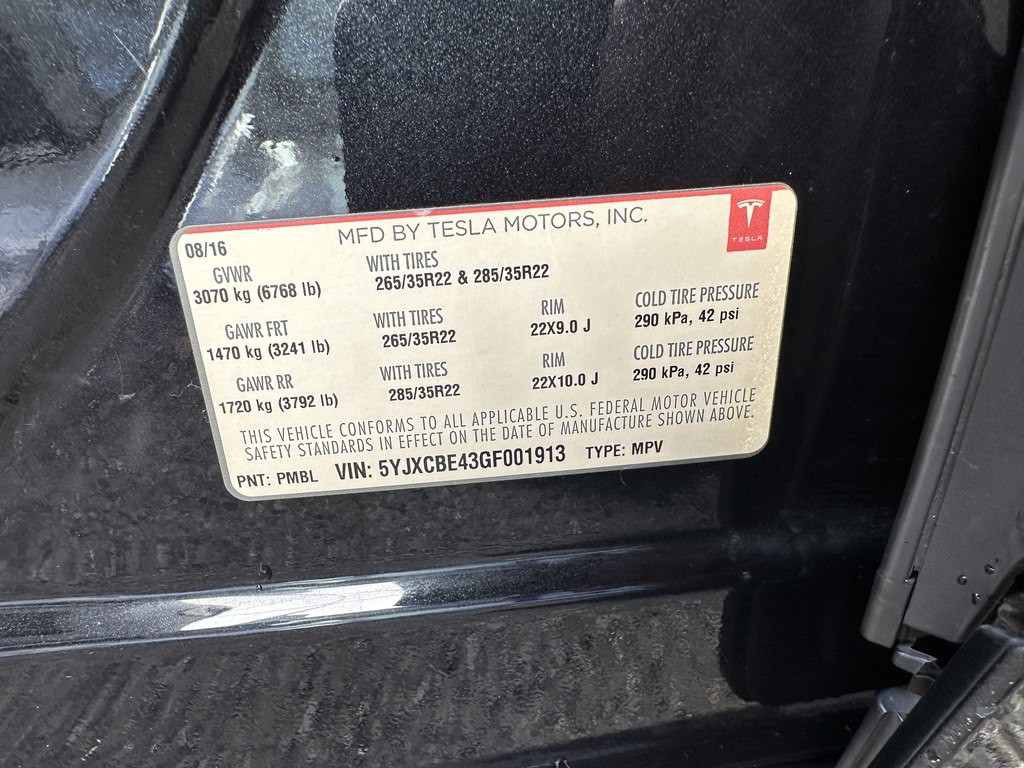 MFD BY TESLA MOTORS, INC.
TESLA
08/16
GVWR
3070 kg (6768 lb)
WITH TIRES
265/35R22 & 285/35R22
GAWR FRT
1470 kg (3241 lb)
WITH TIRES
265/35R22
RIM
22X9.0 J
COLD TIRE PRESSURE
290 kPa, 42 psi
GAWR RR
1720 kg (3792 lb)
WITH TIRES
285/35R22
RIM
22X10.0 J
COLD TIRE PRESSURE
290 kPa, 42 psi
THIS VEHICLE CONFORMS TO ALL APPLICABLE U.S. FEDERAL MOTOR VEHICLE
SAFETY STANDARDS IN EFFECT ON THE DATE OF MANUFACTURE SHOWN ABOVE.
PNT: PMBL VIN: 5YJXCBE43GF001913 TYPE: MPV